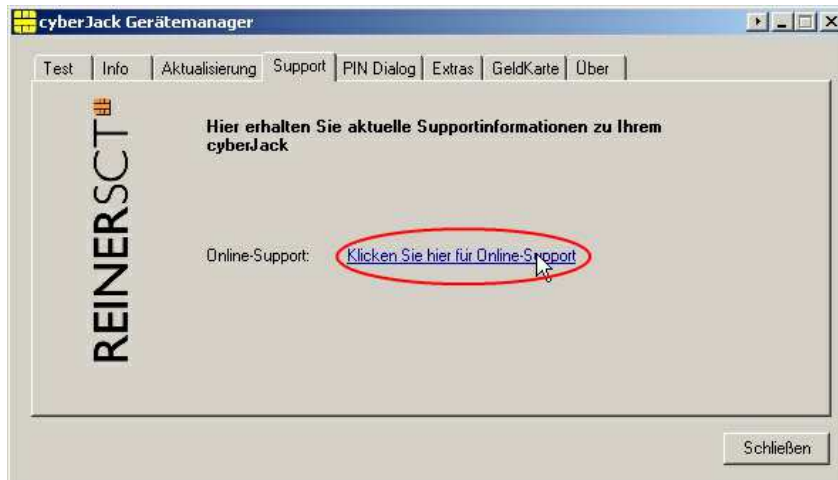 cyberJack Gerätemanager
Test Info Aktualisierung Support PIN Dialog Extras GeldKarte Über
REINERSCT
Hier erhalten Sie aktuelle Supportinformationen zu Ihrem
cyberJack
Online-Support: Klicken Sie hier für Online-Support
Schließen